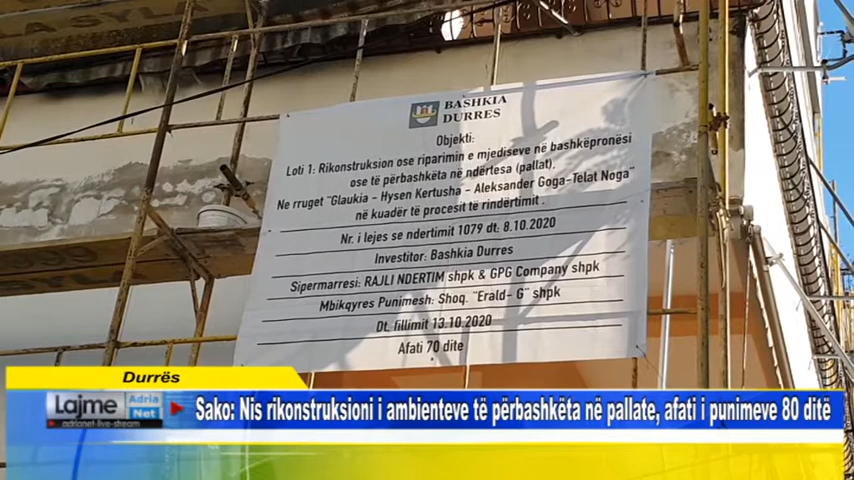 BASHKIA
DURRES
Objekti:
Loti 1: Rikonstruksion ose riparimin e mjediseve në bashkëpronësi
ose të përbashkëta në ndërtesa (pallat),
Ne rruget "Glaukia - Hysen Kertusha - Aleksander Goga-Telat Noga
në kuadër të procesit të rindërtimit.
Nr. i lejes se ndërtimit 1079 dt. 8.10.2020
Investitor: Bashkia Durres
Sipermarresi: RAJLI NDERTIM shpk & GPG Company shpk
Mbikqyres Punimesh: Shoq. "Erald- G" shpk
Dt. fillimit 13.10.2020
Afati 70 dite
Durrës
Lajme Adria Net
adrianet-live-stream
Sako: Nis rikonstruksioni i ambienteve të përbashkëta në pallate, afati i punimeve 80 ditë